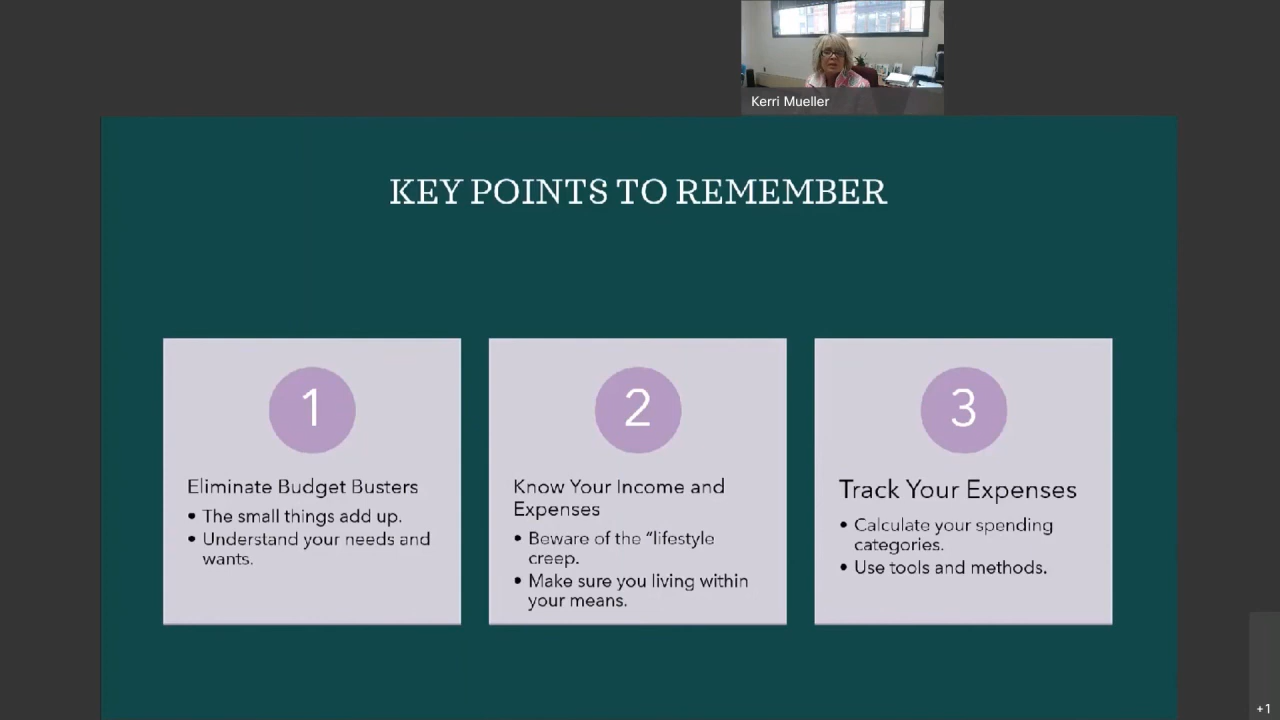 Kerri Mueller
KEY POINTS TO REMEMBER
1
Eliminate Budget Busters
• The small things add up.
• Understand your needs and
wants.
2
Know Your Income and
Expenses
• Beware of the “lifestyle
creep.
• Make sure you living within
your means.
3
Track Your Expenses
• Calculate your spending
categories.
• Use tools and methods.
+1